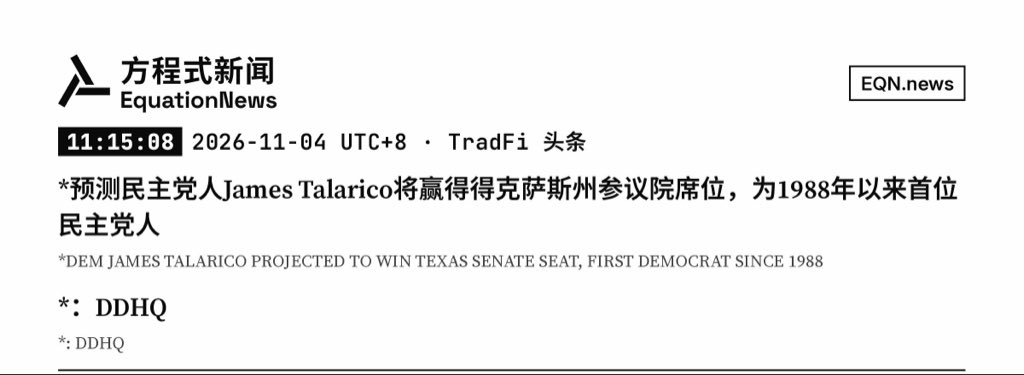 方程式新闻
EquationNews
EQN.news
11:15:08 2026-11-04 UTC+8 · TradFi 头条
*预测民主党人James Talarico将赢得得克萨斯州参议院席位，为1988年以来首位
民主党人
*DEM JAMES TALARICO PROJECTED TO WIN TEXAS SENATE SEAT, FIRST DEMOCRAT SINCE 1988
*：DDHQ
*: DDHQ